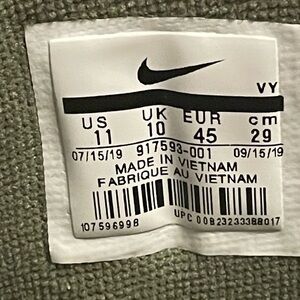 VY
US UK EUR cm
11 10 45 29
07/15/19 917593-001 09/15/19
MADE IN VIETNAM
FABRIQUE AU VIETNAM
107596998
UPC 00823233388017